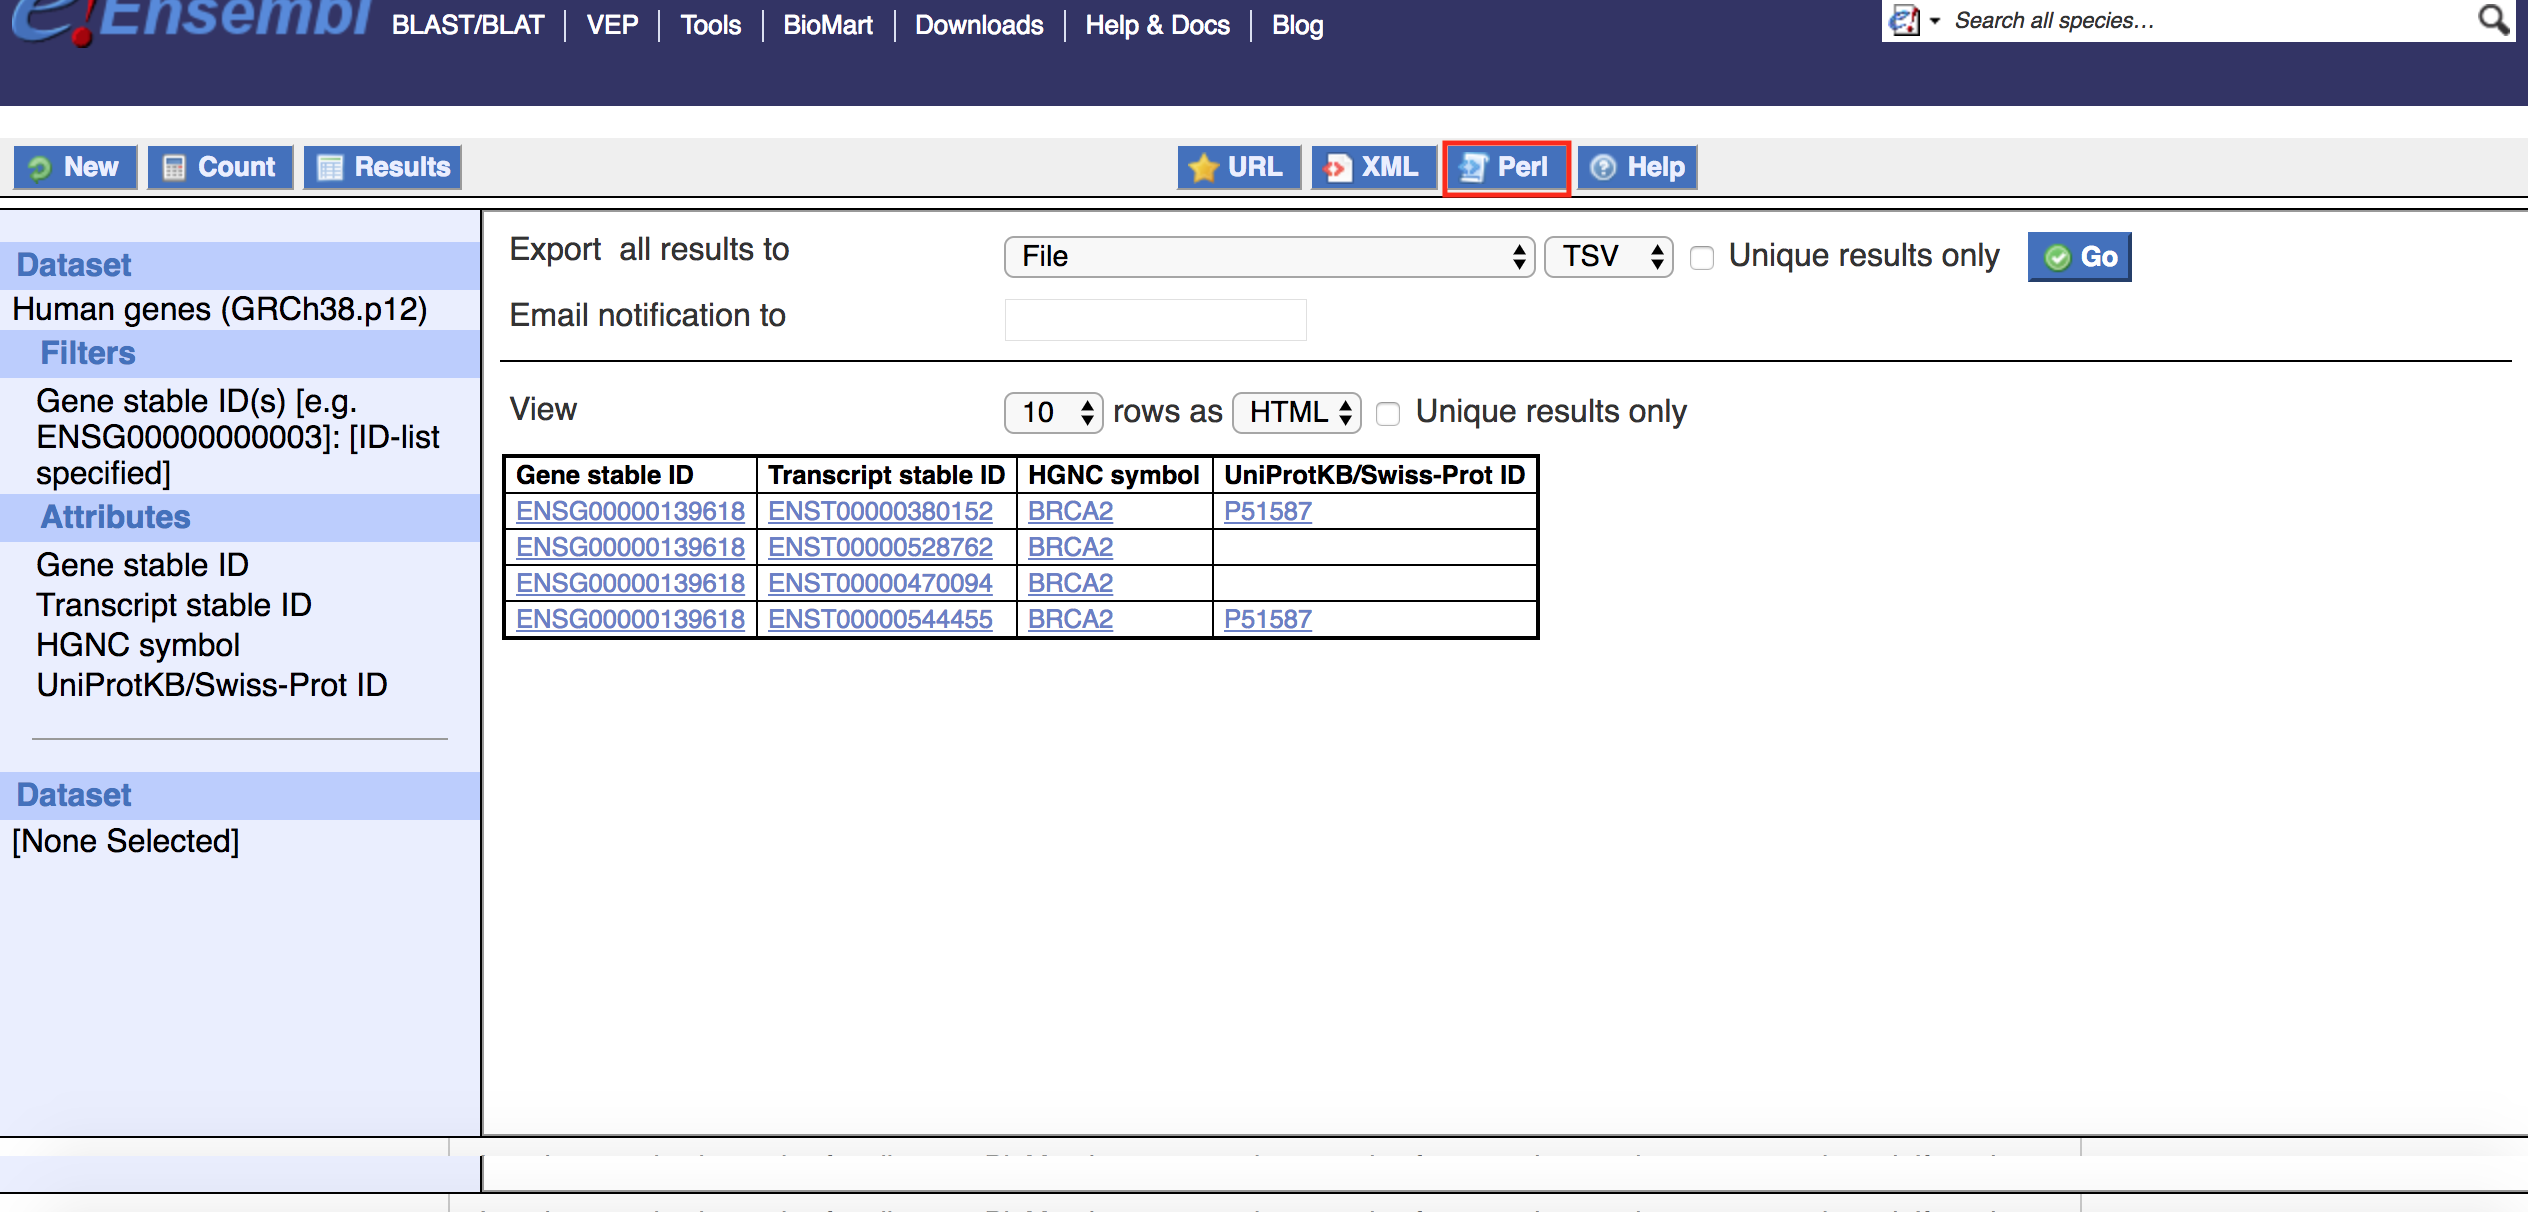 e!Ensembl BLAST/BLAT VEP Tools BioMart Downloads Help & Docs Blog Search all species...
New Count Results URL XML Perl Help
Dataset
Human genes (GRCh38.p12)
Filters
Gene stable ID(s) [e.g.
ENSG00000000003]: [ID-list
specified]
Attributes
Gene stable ID
Transcript stable ID
HGNC symbol
UniProtKB/Swiss-Prot ID
Dataset
[None Selected]
Export all results to File TSV Unique results only Go
Email notification to
View 10 rows as HTML Unique results only
Gene stable ID Transcript stable ID HGNC symbol UniProtKB/Swiss-Prot ID
ENSG00000139618 ENST00000380152 BRCA2 P51587
ENSG00000139618 ENST00000528762 BRCA2
ENSG00000139618 ENST00000470094 BRCA2
ENSG00000139618 ENST00000544455 BRCA2 P51587